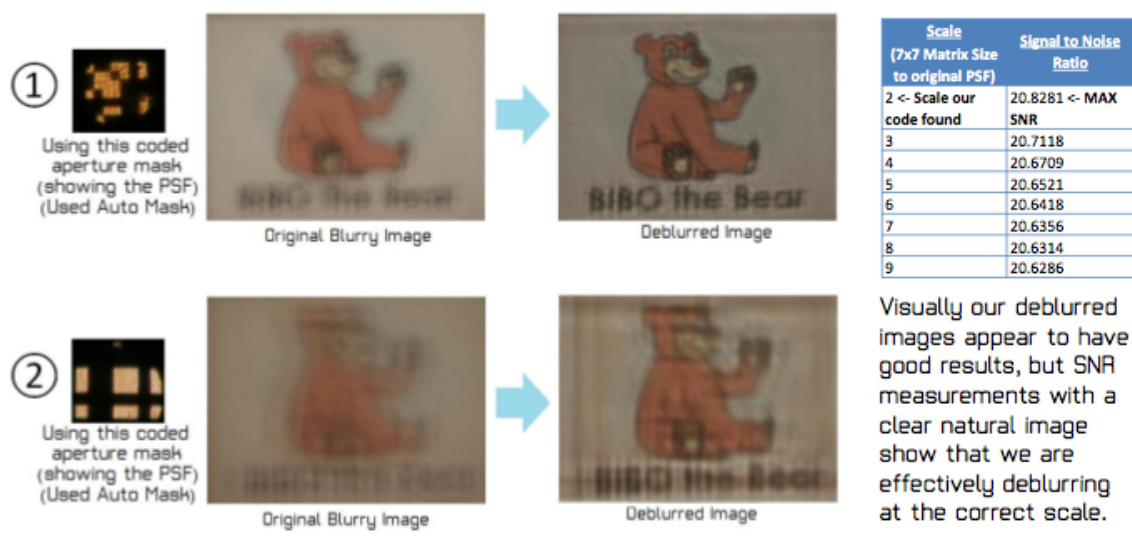 1
Using this coded
aperture mask
(showing the PSF)
(Used Auto Mask)
BIBO the Bear
Original Blurry Image
BIBO the Bear
Deblurred Image
Scale
(7x7 Matrix Size
to original PSF)
Signal to Noise
Ratio
2 <- Scale our
code found
20.8281 <- MAX
SNR
3 20.7118
4 20.6709
5 20.6521
6 20.6418
7 20.6356
8 20.6314
9 20.6286
2
Using this coded
aperture mask
(showing the PSF)
(Used Auto Mask)
Original Blurry Image
BIBO the Bear
Deblurred Image
Visually our deblurred
images appear to have
good results, but SNR
measurements with a
clear natural image
show that we are
effectively deblurring
at the correct scale.